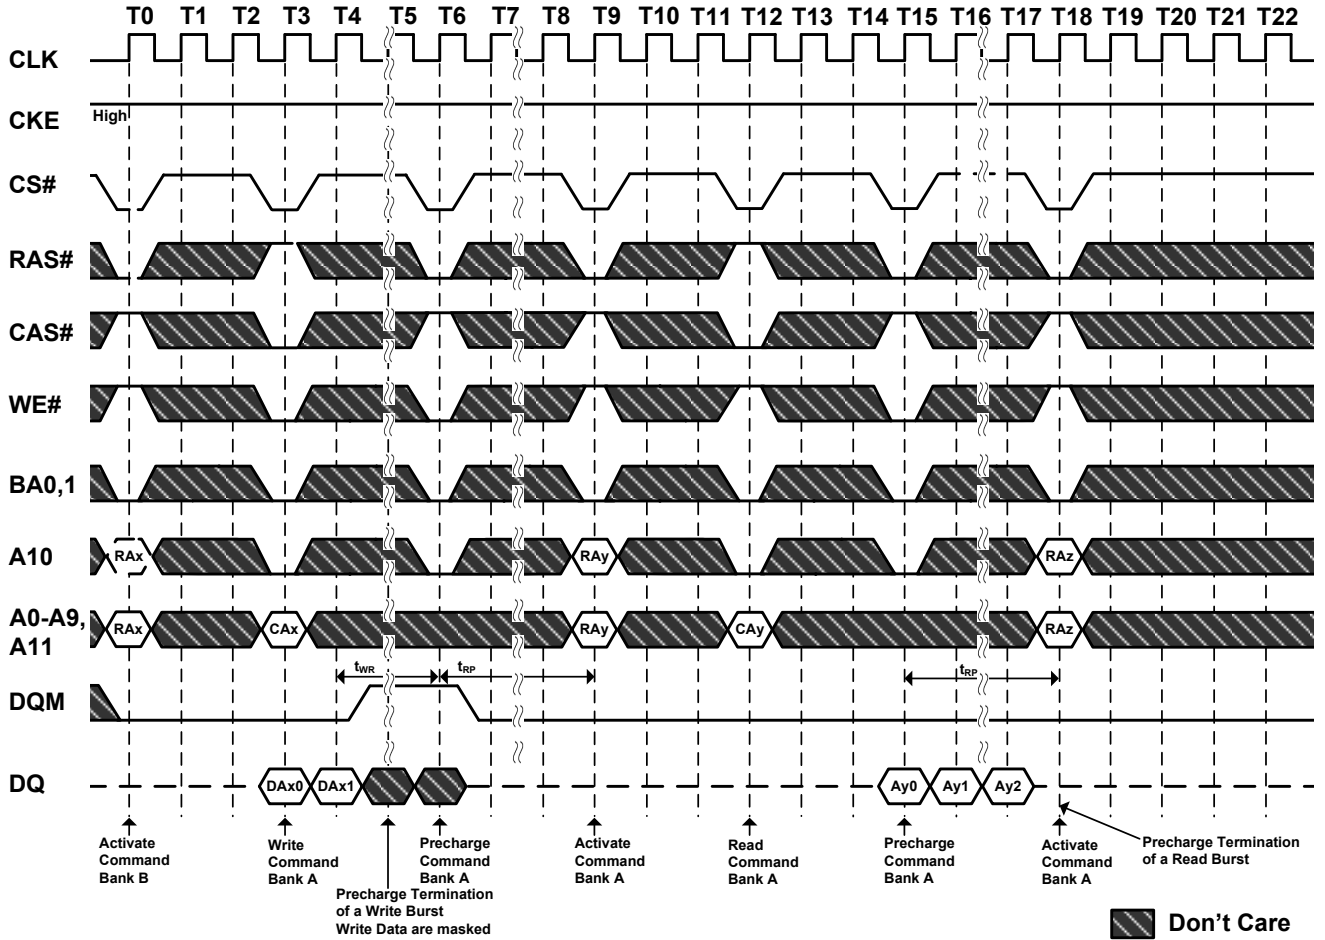 T0 T1 T2 T3 T4 T5 T6 T7 T8 T9 T10 T11 T12 T13 T14 T15 T16 T17 T18 T19 T20 T21 T22
CLK
CKE High
CS#
RAS#
CAS#
WE#
BA0,1
A10 RAx RAy RAz
A0-A9,
A11 RAx CAx RAy CAy RAz
tWR tRP tRP
DQM
DQ DAx0 DAx1 Ay0 Ay1 Ay2
Activate
Command
Bank B
Write
Command
Bank A
Precharge Termination
of a Write Burst
Write Data are masked
Precharge
Command
Bank A
Activate
Command
Bank A
Read
Command
Bank A
Precharge
Command
Bank A
Activate
Command
Bank A
Precharge Termination
of a Read Burst
Don't Care